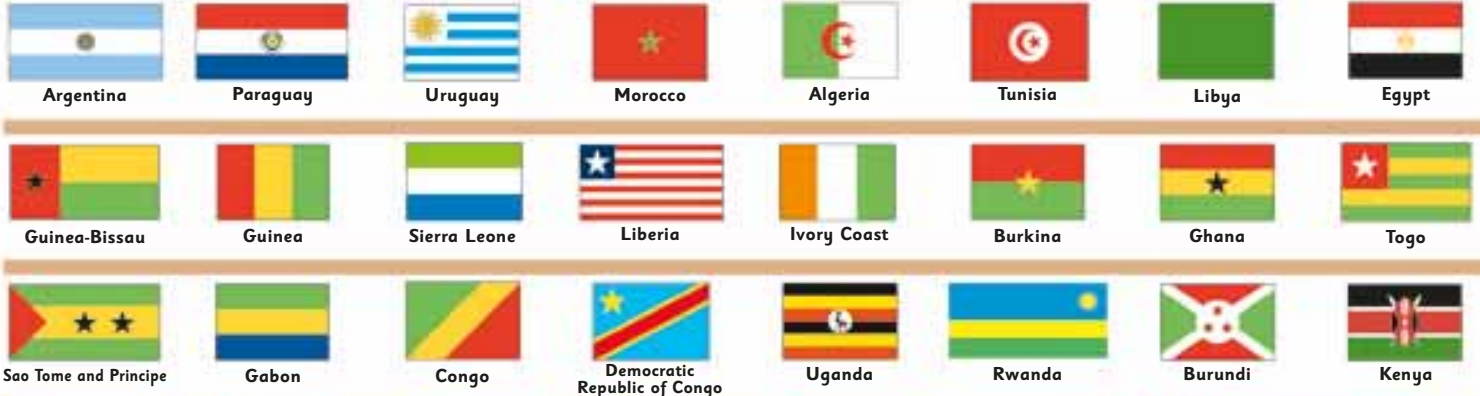 Argentina
Paraguay
Uruguay
Morocco
Algeria
Tunisia
Libya
Egypt
Guinea-Bissau
Guinea
Sierra Leone
Liberia
Ivory Coast
Burkina
Ghana
Togo
Sao Tome and Principe
Gabon
Congo
Democratic
Republic of Congo
Uganda
Rwanda
Burundi
Kenya